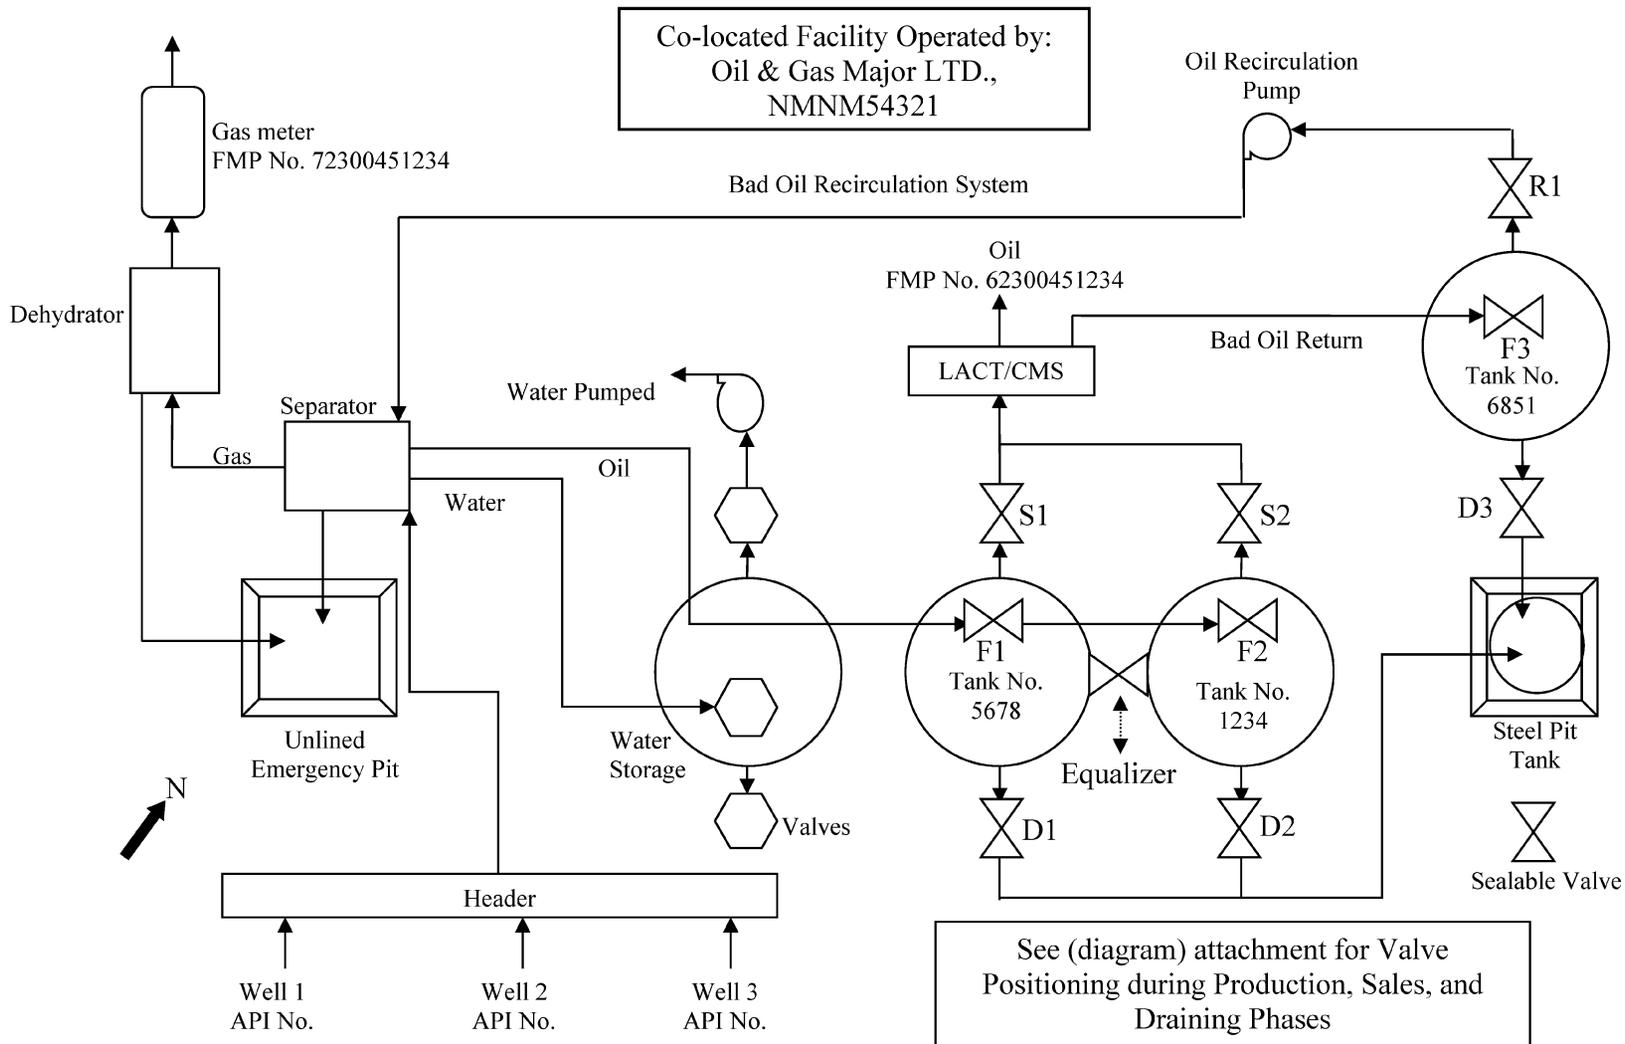 Co-located Facility Operated by:
Oil & Gas Major LTD.,
NMNM54321
Oil Recirculation
Pump
Gas meter
FMP No. 72300451234
Bad Oil Recirculation System
R1
Oil
FMP No. 62300451234
Dehydrator
Bad Oil Return
F3
Tank No.
6851
LACT/CMS
Water Pumped
Separator
Gas
Oil
Water
S1
S2
D3
F1
Tank No.
5678
F2
Tank No.
1234
Unlined
Emergency Pit
Water
Storage
Equalizer
Steel Pit
Tank
N
Valves
D1
D2
Sealable Valve
Header
Well 1
API No.
Well 2
API No.
Well 3
API No.
See (diagram) attachment for Valve
Positioning during Production, Sales, and
Draining Phases